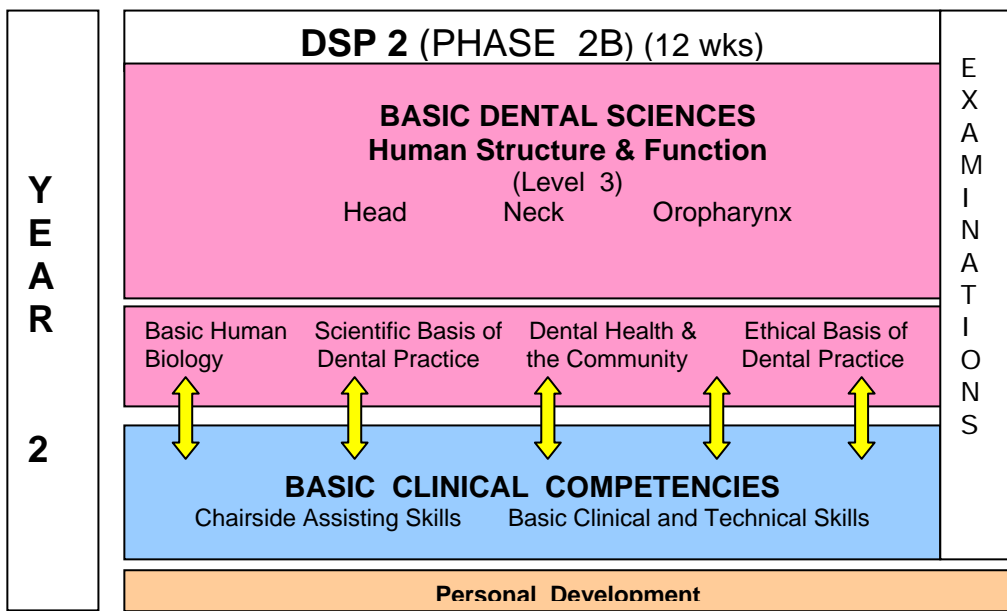 YEAR 2
DSP 2 (PHASE 2B) (12 wks)
BASIC DENTAL SCIENCES
Human Structure & Function
(Level 3)
Head Neck Oropharynx
Basic Human Biology
Scientific Basis of Dental Practice
Dental Health & the Community
Ethical Basis of Dental Practice
BASIC CLINICAL COMPETENCIES
Chairside Assisting Skills Basic Clinical and Technical Skills
Personal Development
EXAMINATIONS